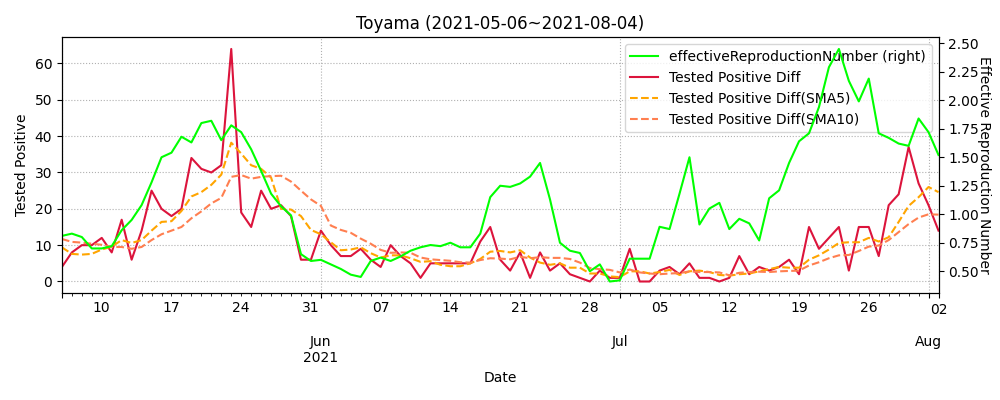 Toyama (2021-05-06~2021-08-04)
effectiveReproductionNumber (right)
Tested Positive Diff
Tested Positive Diff(SMA5)
Tested Positive Diff(SMA10)
Tested Positive
60
50
40
30
20
10
0
Effective Reproduction Number
2.50
2.25
2.00
1.75
1.50
1.25
1.00
0.75
0.50
10 17 24 31 07 14 21 28 05 12 19 26 02
Jun Jul Aug
2021
Date